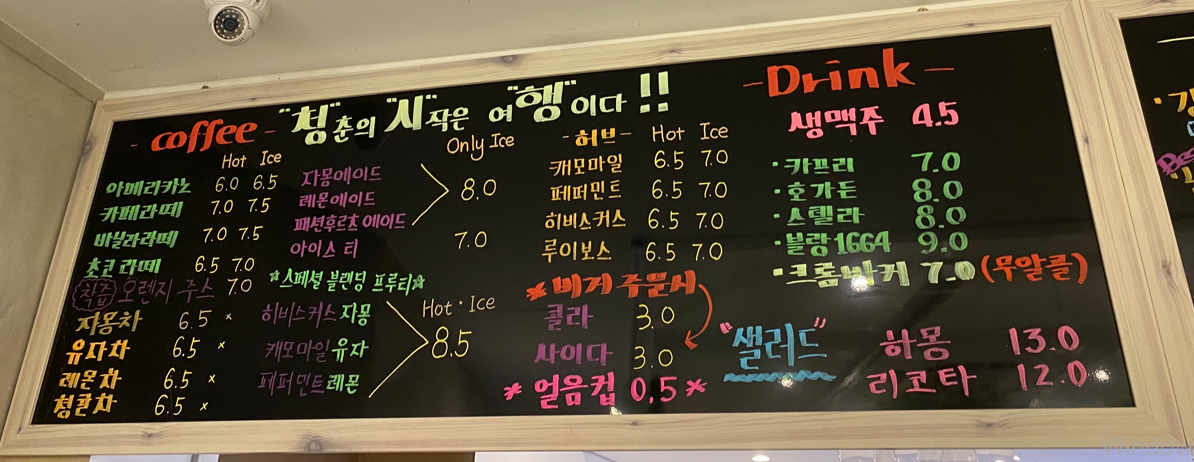 "청"춘의 "시"작은 여"행"이다 !!
- coffee -
Hot Ice
아메리카노 6.0 6.5
카페라떼 7.0 7.5
바닐라라떼 7.0 7.5
초코라떼 6.5 7.0
착즙 오렌지 주스 7.0
자몽차 6.5 x
유자차 6.5 x
레몬차 6.5 x
청귤차 6.5 x
Only Ice
자몽에이드
레몬에이드
패션후르츠에이드
8.0
아이스티 7.0
*스페셜 블랜딩 프루티*
Hot · Ice
히비스커스자몽
캐모마일유자
페퍼민트레몬
8.5
- 허브 - Hot Ice
캐모마일 6.5 7.0
페퍼민트 6.5 7.0
히비스커스 6.5 7.0
루이보스 6.5 7.0
* 버거 주문시
콜라 3.0
사이다 3.0
* 얼음컵 0.5 *
- Drink -
생맥주 4.5
· 카프리 7.0
· 호가든 8.0
· 스텔라 8.0
· 블랑1664 9.0
· 크롬바커 7.0 (무알콜)
"샐러드"
하몽 13.0
리코타 12.0